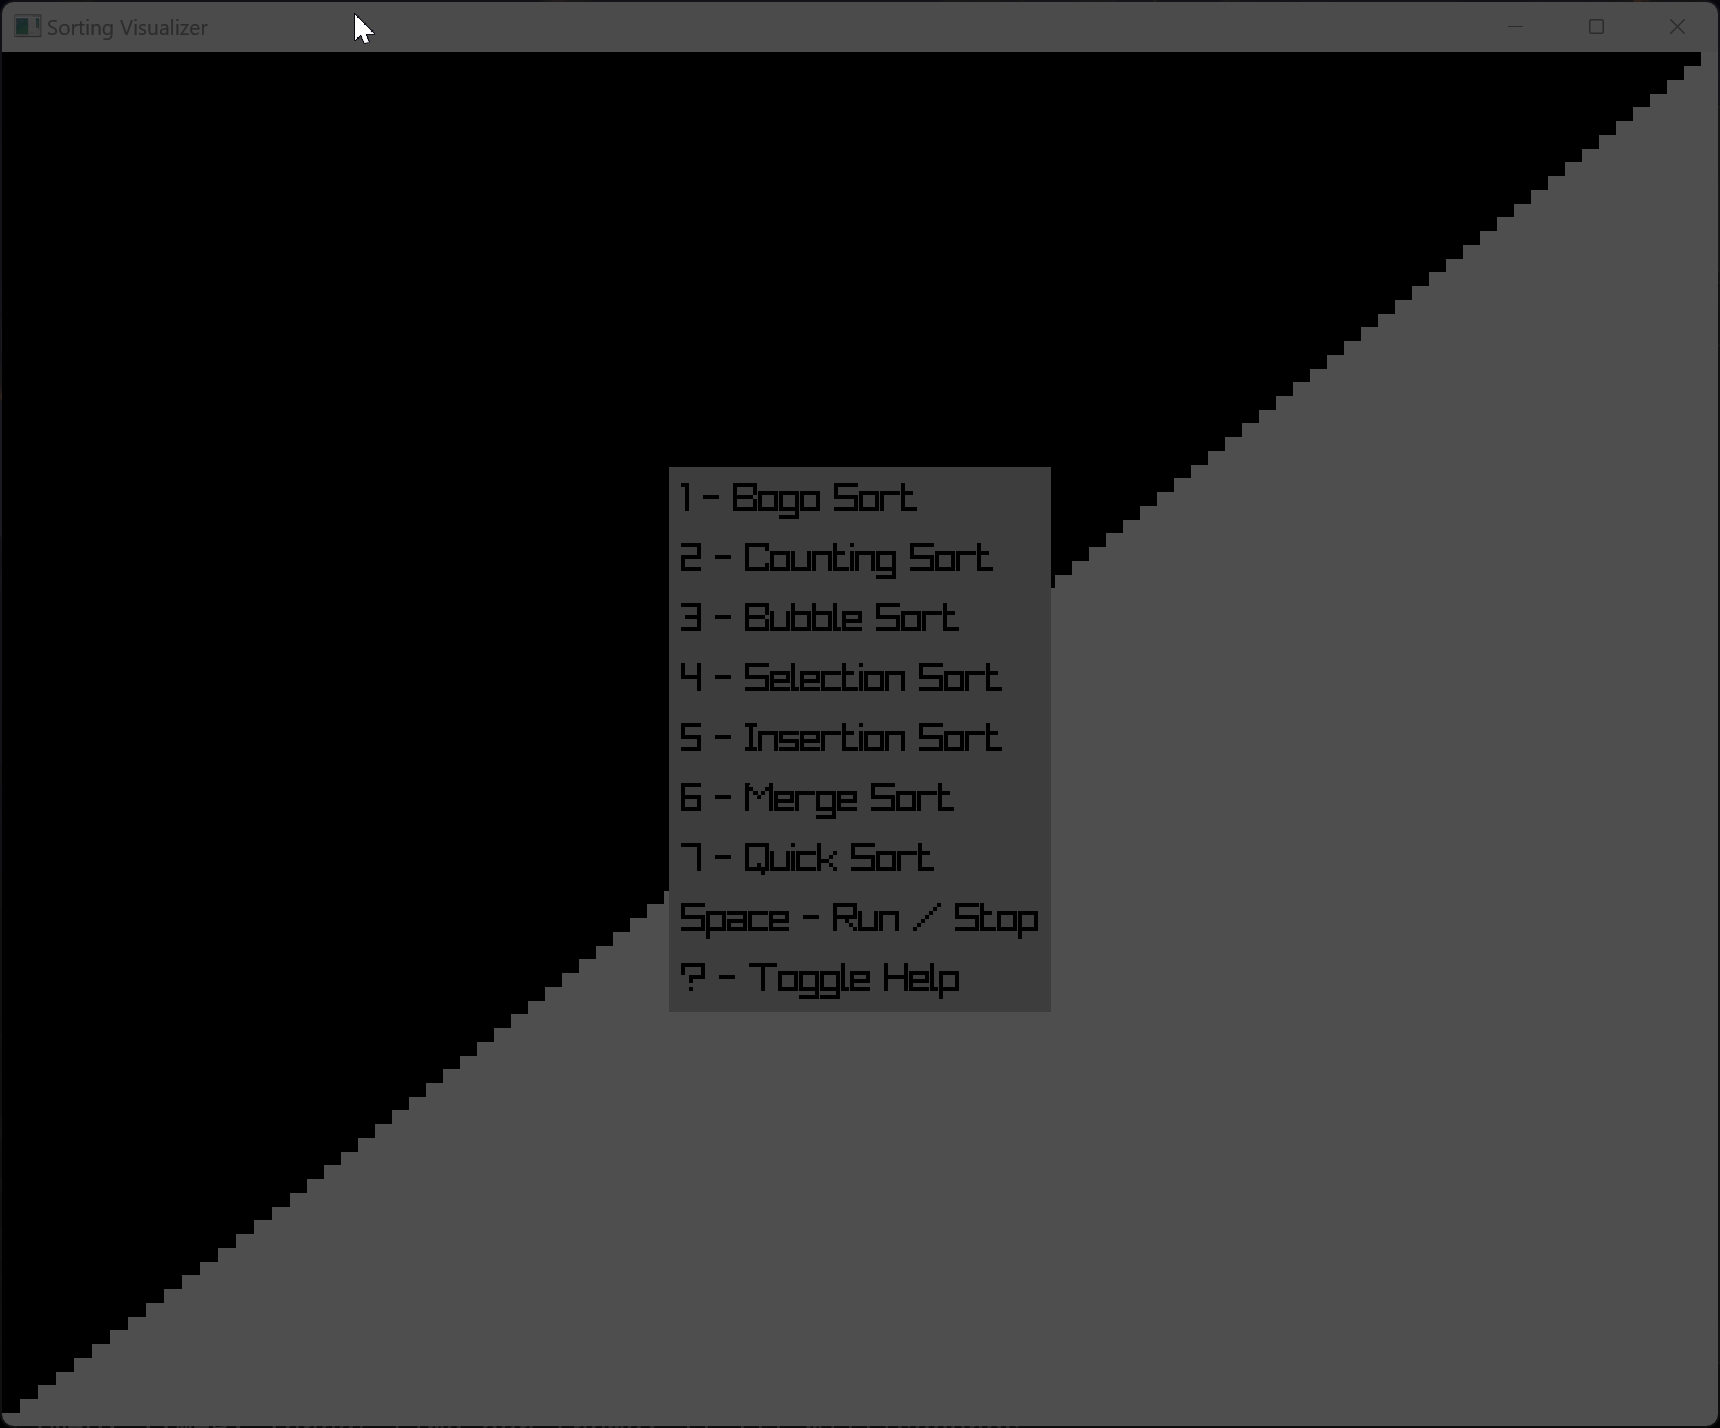 Sorting Visualizer
1 - Bogo Sort
2 - Counting Sort
3 - Bubble Sort
4 - Selection Sort
5 - Insertion Sort
6 - Merge Sort
7 - Quick Sort
Space - Run / Stop
? - Toggle Help